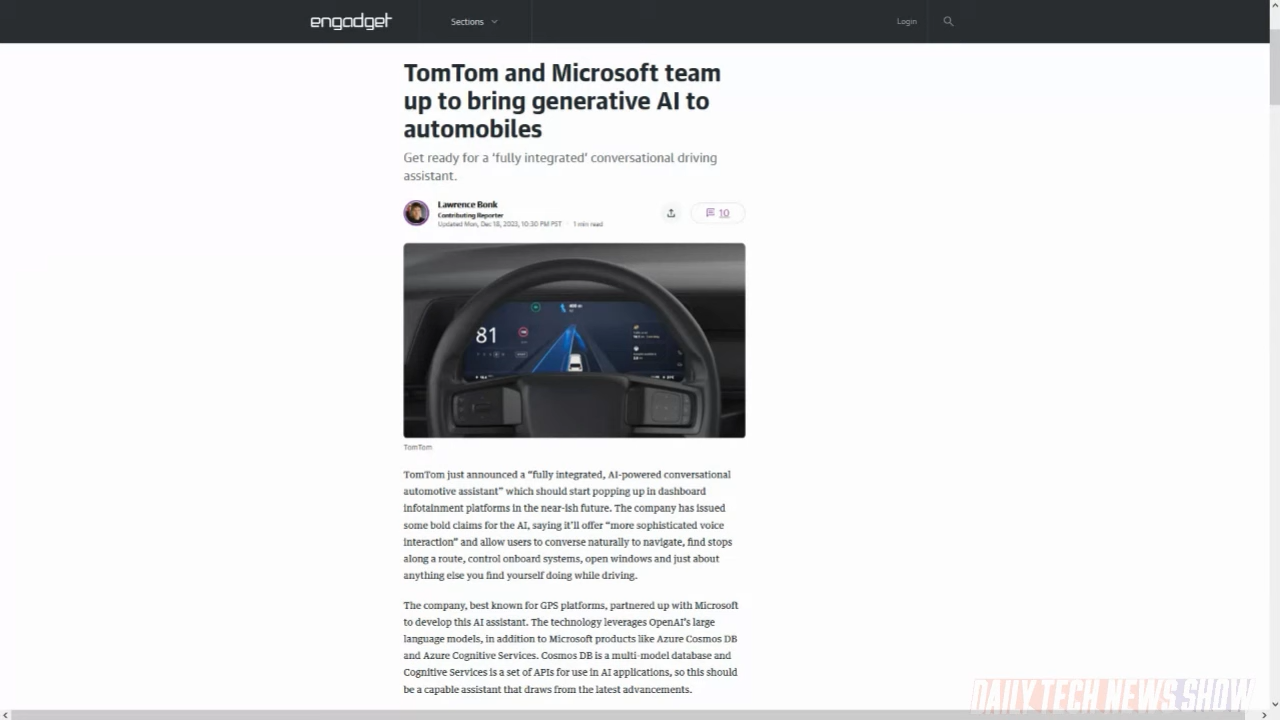 engadget
Sections
Login
TomTom and Microsoft team
up to bring generative AI to
automobiles
Get ready for a ‘fully integrated’ conversational driving
assistant.
Lawrence Bonk
Contributing Reporter
Updated Mon, Dec 18, 2023, 10:30 PM PST · 1 min read
10
81
TomTom
TomTom just announced a “fully integrated, AI-powered conversational
automotive assistant” which should start popping up in dashboard
infotainment platforms in the near-ish future. The company has issued
some bold claims for the AI, saying it’ll offer “more sophisticated voice
interaction” and allow users to converse naturally to navigate, find stops
along a route, control onboard systems, open windows and just about
anything else you find yourself doing while driving.
The company, best known for GPS platforms, partnered up with Microsoft
to develop this AI assistant. The technology leverages OpenAI’s large
language models, in addition to Microsoft products like Azure Cosmos DB
and Azure Cognitive Services. Cosmos DB is a multi-model database and
Cognitive Services is a set of APIs for use in AI applications, so this should
be a capable assistant that draws from the latest advancements.
DAILY TECH NEWS SHOW